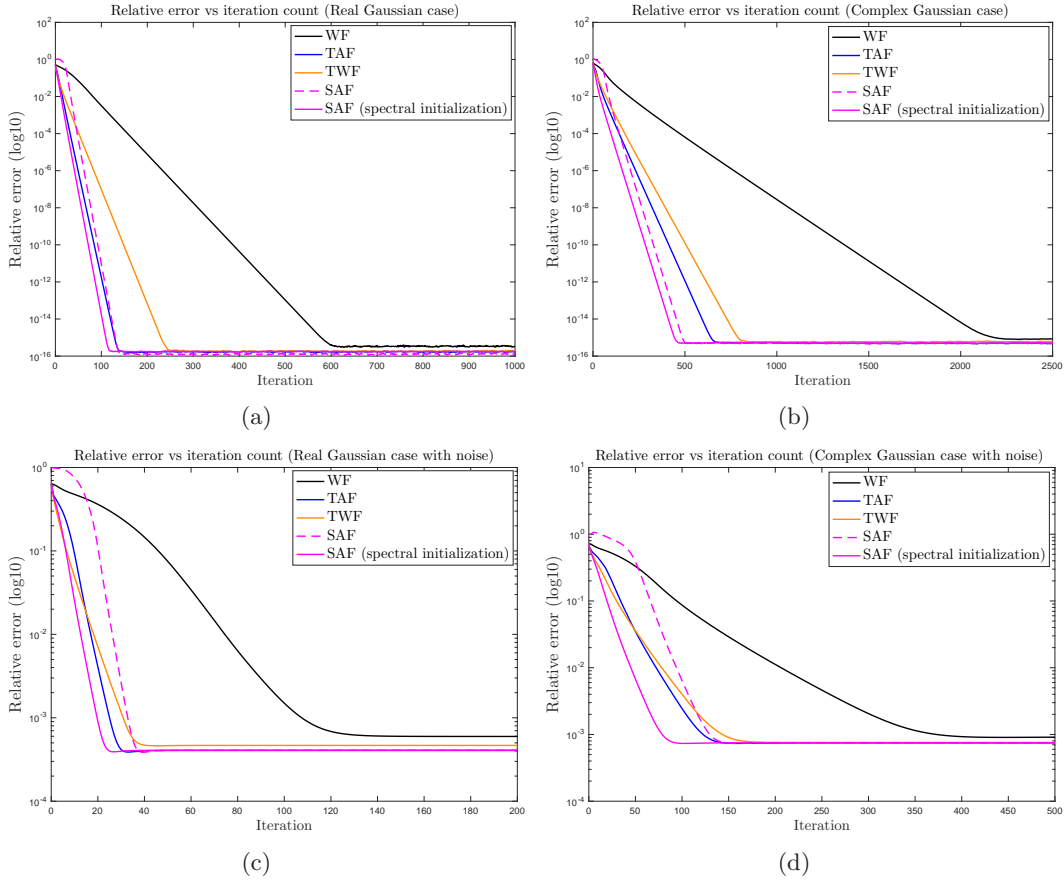 Relative error vs iteration count (Real Gaussian case)
10^2
10^0
10^-2
10^-4
10^-6
10^-8
10^-10
10^-12
10^-14
10^-16
Relative error (log10)
WF
TAF
TWF
SAF
SAF (spectral initialization)
0 100 200 300 400 500 600 700 800 900 1000
Iteration
(a)
Relative error vs iteration count (Complex Gaussian case)
10^2
10^0
10^-2
10^-4
10^-6
10^-8
10^-10
10^-12
10^-14
10^-16
Relative error (log10)
WF
TAF
TWF
SAF
SAF (spectral initialization)
0 500 1000 1500 2000 2500
Iteration
(b)
Relative error vs iteration count (Real Gaussian case with noise)
10^0
10^-1
10^-2
10^-3
10^-4
Relative error (log10)
WF
TAF
TWF
SAF
SAF (spectral initialization)
0 20 40 60 80 100 120 140 160 180 200
Iteration
(c)
Relative error vs iteration count (Complex Gaussian case with noise)
10^1
10^0
10^-1
10^-2
10^-3
10^-4
Relative error (log10)
WF
TAF
TWF
SAF
SAF (spectral initialization)
0 50 100 150 200 250 300 350 400 450 500
Iteration
(d)